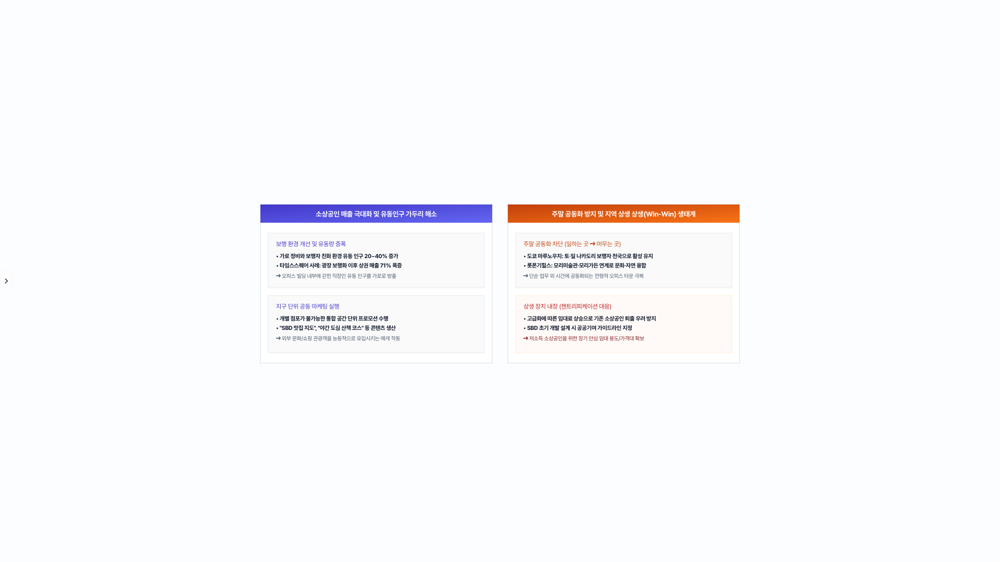 소상공인 매출 극대화 및 유동인구 가두리 해소
보행 환경 개선 및 유동량 증폭
• 가로 정비와 보행자 친화 환경 유동 인구 20~40% 증가
• 타임스스퀘어 사례: 광장 보행화 이후 상권 매출 71% 폭증
→ 오피스 빌딩 내부에 갇힌 직장인 유동 인구를 가로로 방출
지구 단위 공동 마케팅 실행
• 개별 점포가 불가능한 통합 공간 단위 프로모션 수행
• "SBD 맛집 지도", "야간 도심 산책 코스" 등 콘텐츠 생산
→ 외부 문화/쇼핑 관광객을 능동적으로 유입시키는 매개 작동
주말 공동화 방지 및 지역 상생 상생(Win-Win) 생태계
주말 공동화 차단 (일하는 곳 → 머무는 곳)
• 도쿄 마루노우치: 토·일 나카도리 보행자 천국으로 활성 유지
• 롯폰기힐스: 모리미술관·모리가든 연계로 문화·자연 융합
→ 단순 업무 외 시간에 공동화되는 전형적 오피스 타운 극복
상생 장치 내장 (젠트리피케이션 대응)
• 고급화에 따른 임대료 상승으로 기존 소상공인 퇴출 우려 방지
• SBD 초기 개발 설계 시 공공기여 가이드라인 지정
→ 저소득 소상공인을 위한 장기 안심 임대 용도/가격대 확보